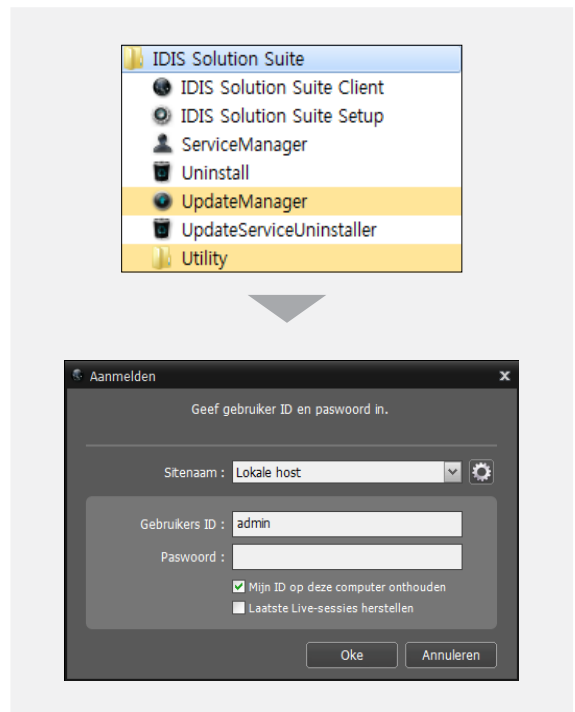 IDIS Solution Suite
IDIS Solution Suite Client
IDIS Solution Suite Setup
ServiceManager
Uninstall
UpdateManager
UpdateServiceUninstaller
Utility
Aanmelden x
Geef gebruiker ID en paswoord in.
Sitenaam : Lokale host
Gebruikers ID : admin
Paswoord :
Mijn ID op deze computer onthouden
Laatste Live-sessies herstellen
Oke Annuleren